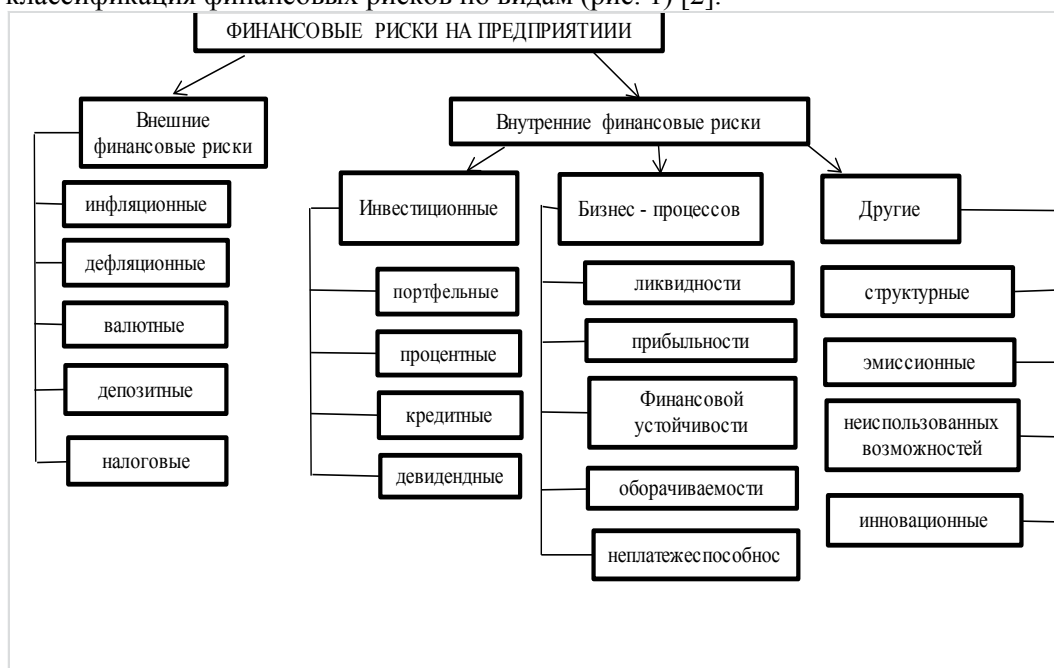 классификация финансовых рисков по видам (рис. 1) [2].
ФИНАНСОВЫЕ РИСКИ НА ПРЕДПРИЯТИИИ
Внешние
финансовые риски
инфляционные
дефляционные
валютные
депозитные
налоговые
Внутренние финансовые риски
Инвестиционные
портфельные
процентные
кредитные
девидендные
Бизнес - процессов
ликвидности
прибыльности
Финансовой
устойчивости
оборачиваемости
неплатежеспособнос
Другие
структурные
эмиссионные
неиспользованных
возможностей
инновационные